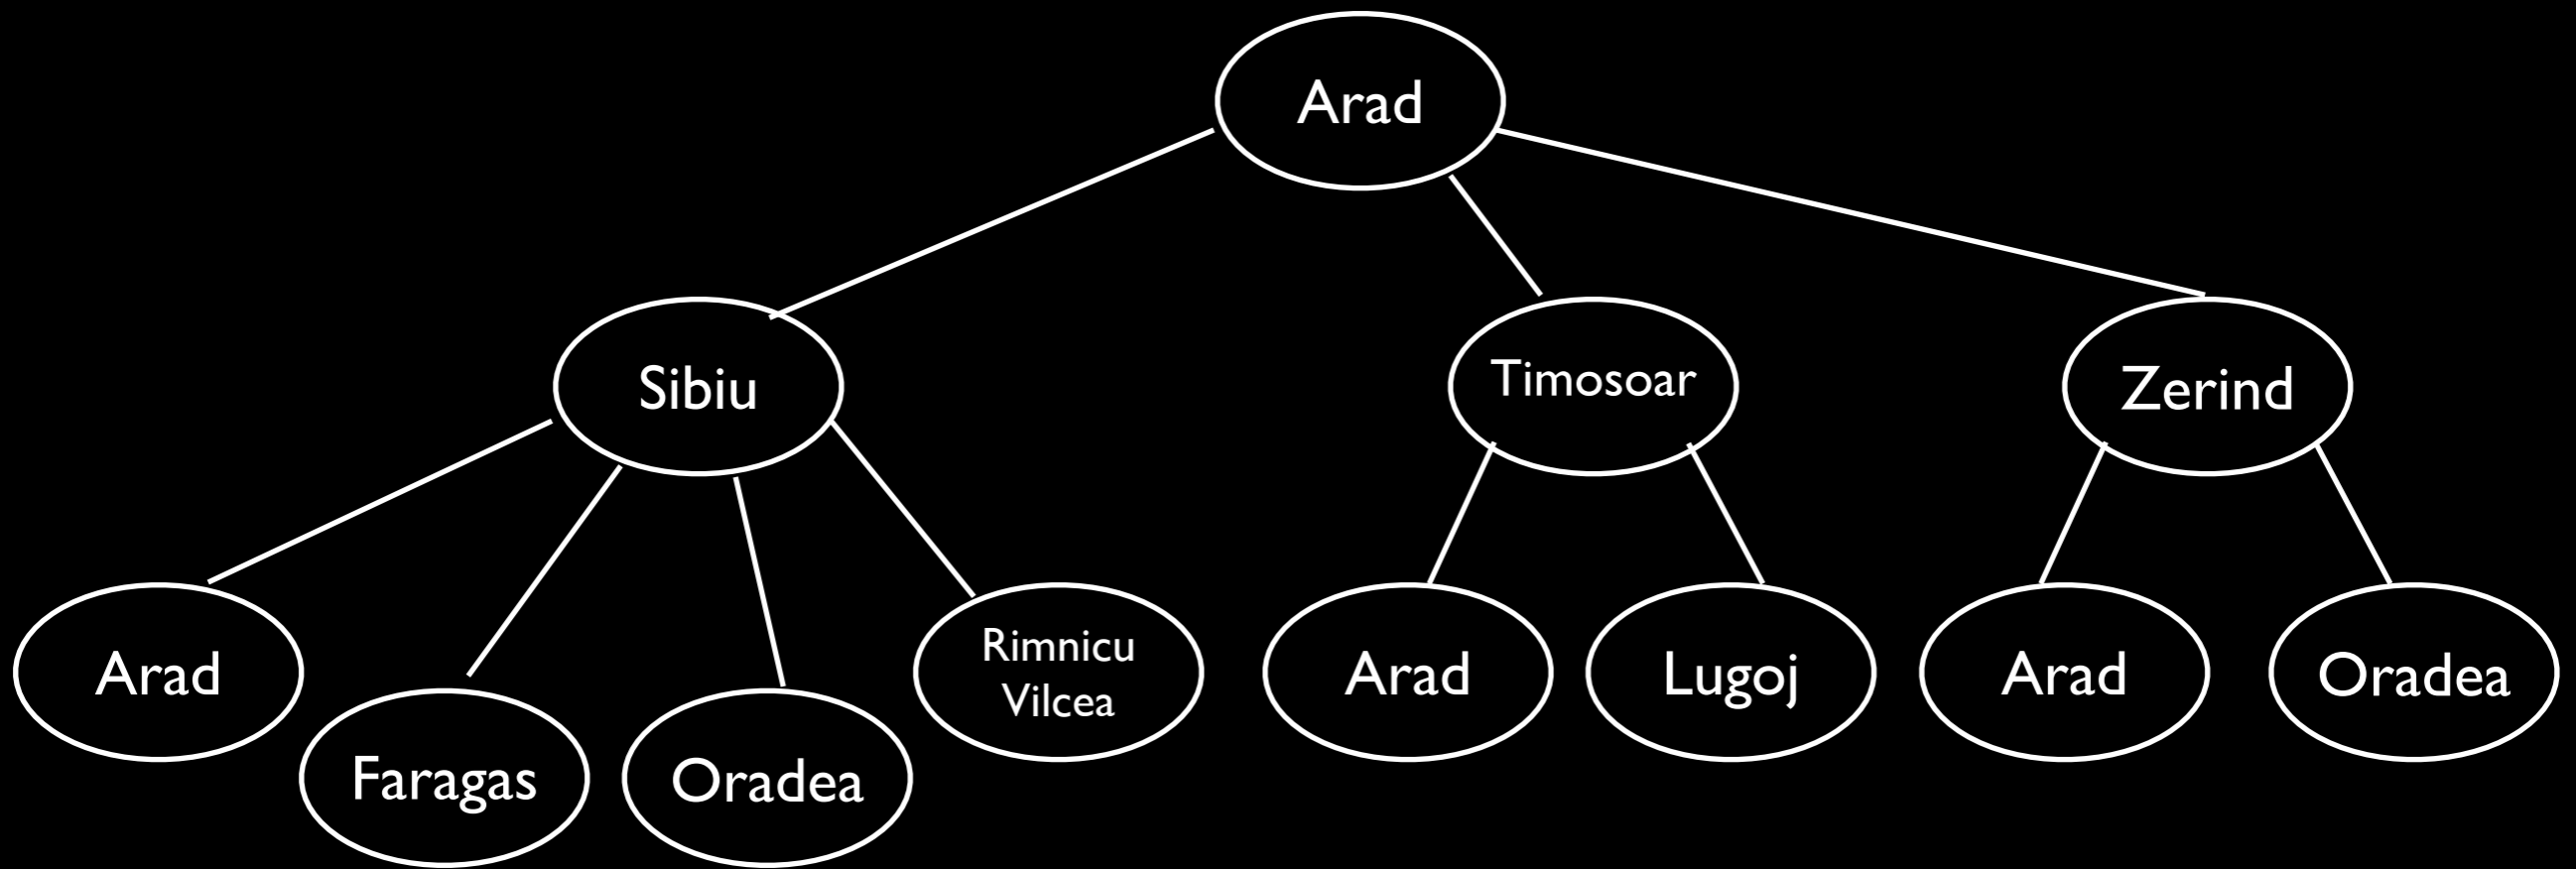 Arad
Sibiu
Timosoar
Zerind
Arad
Faragas
Oradea
Rimnicu
Vilcea
Arad
Lugoj
Arad
Oradea